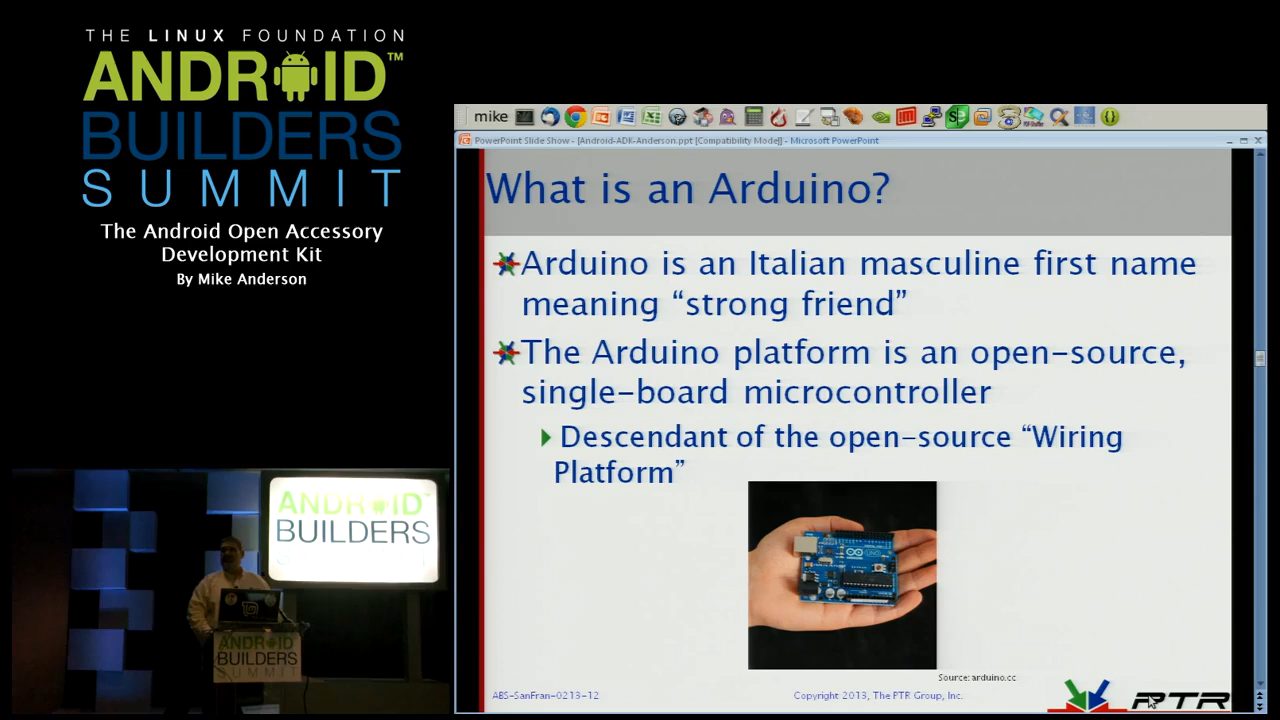 THE LINUX FOUNDATION
ANDROID™
BUILDERS
SUMMIT
The Android Open Accessory
Development Kit
By Mike Anderson
mike
PowerPoint Slide Show - [Android-ADK-Anderson.ppt [Compatibility Mode]] - Microsoft PowerPoint
What is an Arduino?
Arduino is an Italian masculine first name
meaning “strong friend”
The Arduino platform is an open-source,
single-board microcontroller
Descendant of the open-source “Wiring
Platform”
UNO
Source: arduino.cc
ABS-SanFran-0213-12
Copyright 2013, The PTR Group, Inc.
PTR
ANDROID™
BUILDERS
ANDROID
BUILDERS
SUMMIT